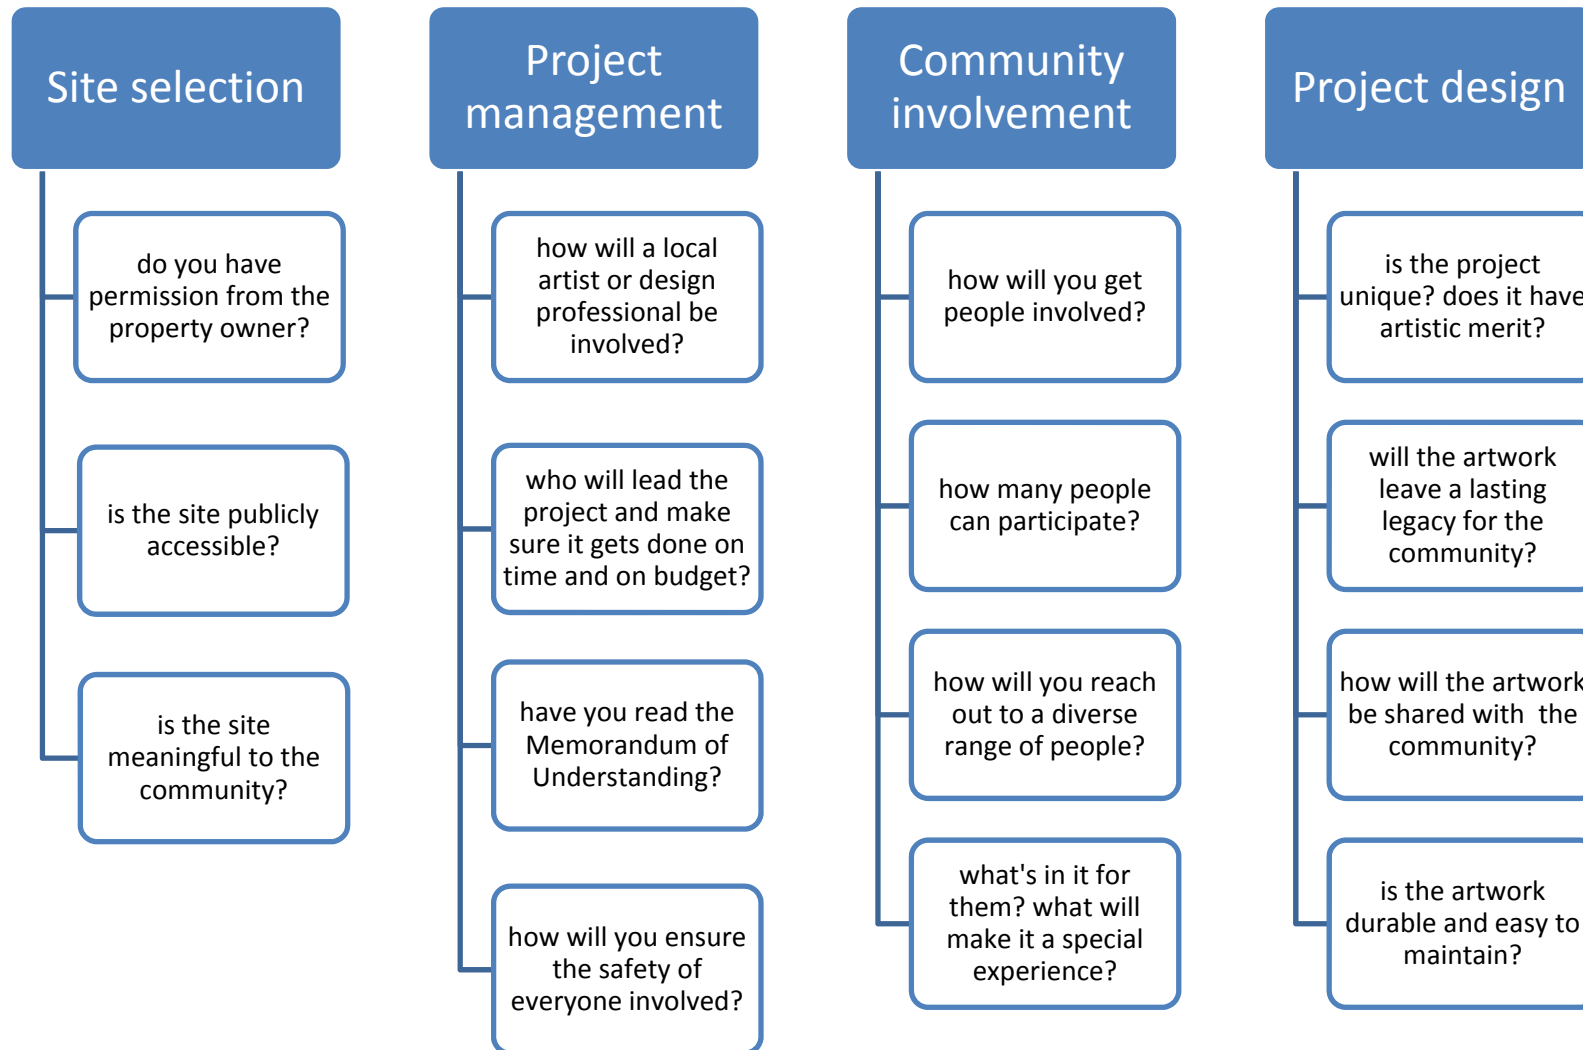 Site selection
do you have
permission from the
property owner?
is the site publicly
accessible?
is the site
meaningful to the
community?
Project
management
how will a local
artist or design
professional be
involved?
who will lead the
project and make
sure it gets done on
time and on budget?
have you read the
Memorandum of
Understanding?
how will you ensure
the safety of
everyone involved?
Community
involvement
how will you get
people involved?
how many people
can participate?
how will you reach
out to a diverse
range of people?
what's in it for
them? what will
make it a special
experience?
Project design
is the project
unique? does it have
artistic merit?
will the artwork
leave a lasting
legacy for the
community?
how will the artwork
be shared with the
community?
is the artwork
durable and easy to
maintain?